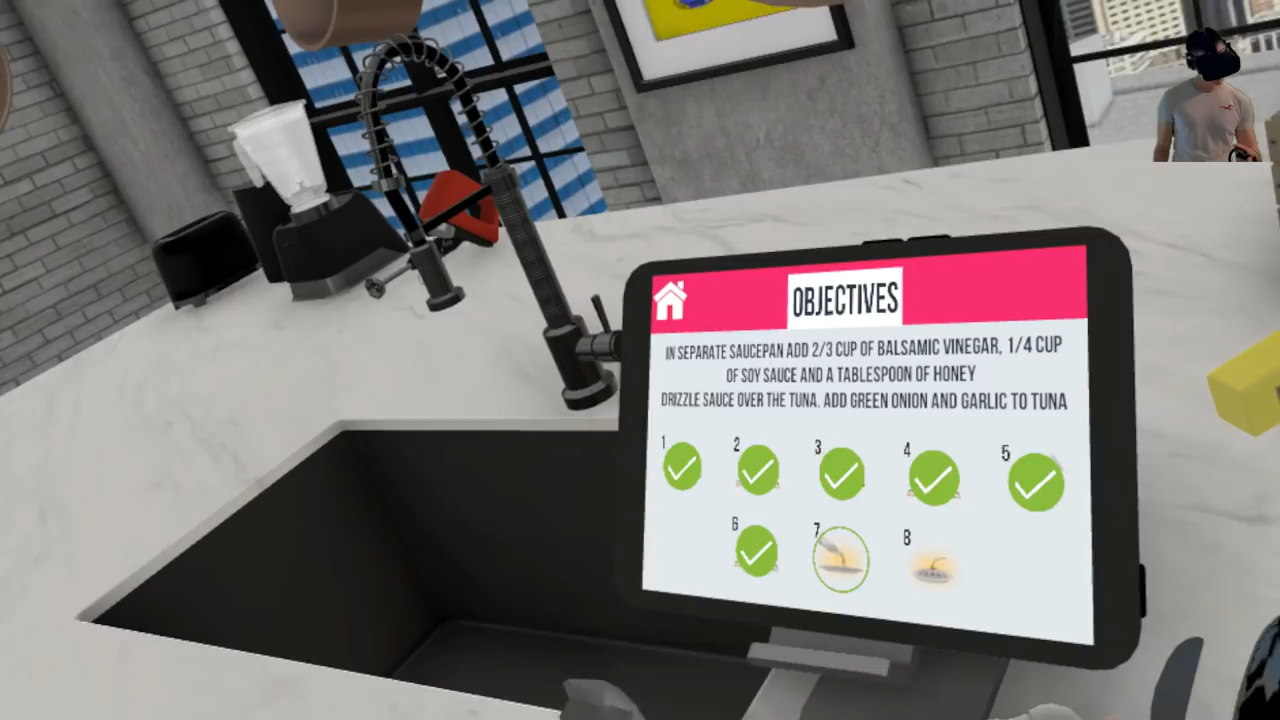 OBJECTIVES
IN SEPARATE SAUCEPAN ADD 2/3 CUP OF BALSAMIC VINEGAR, 1/4 CUP
OF SOY SAUCE AND A TABLESPOON OF HONEY
DRIZZLE SAUCE OVER THE TUNA. ADD GREEN ONION AND GARLIC TO TUNA
1 2 3 4 5
6 7 8